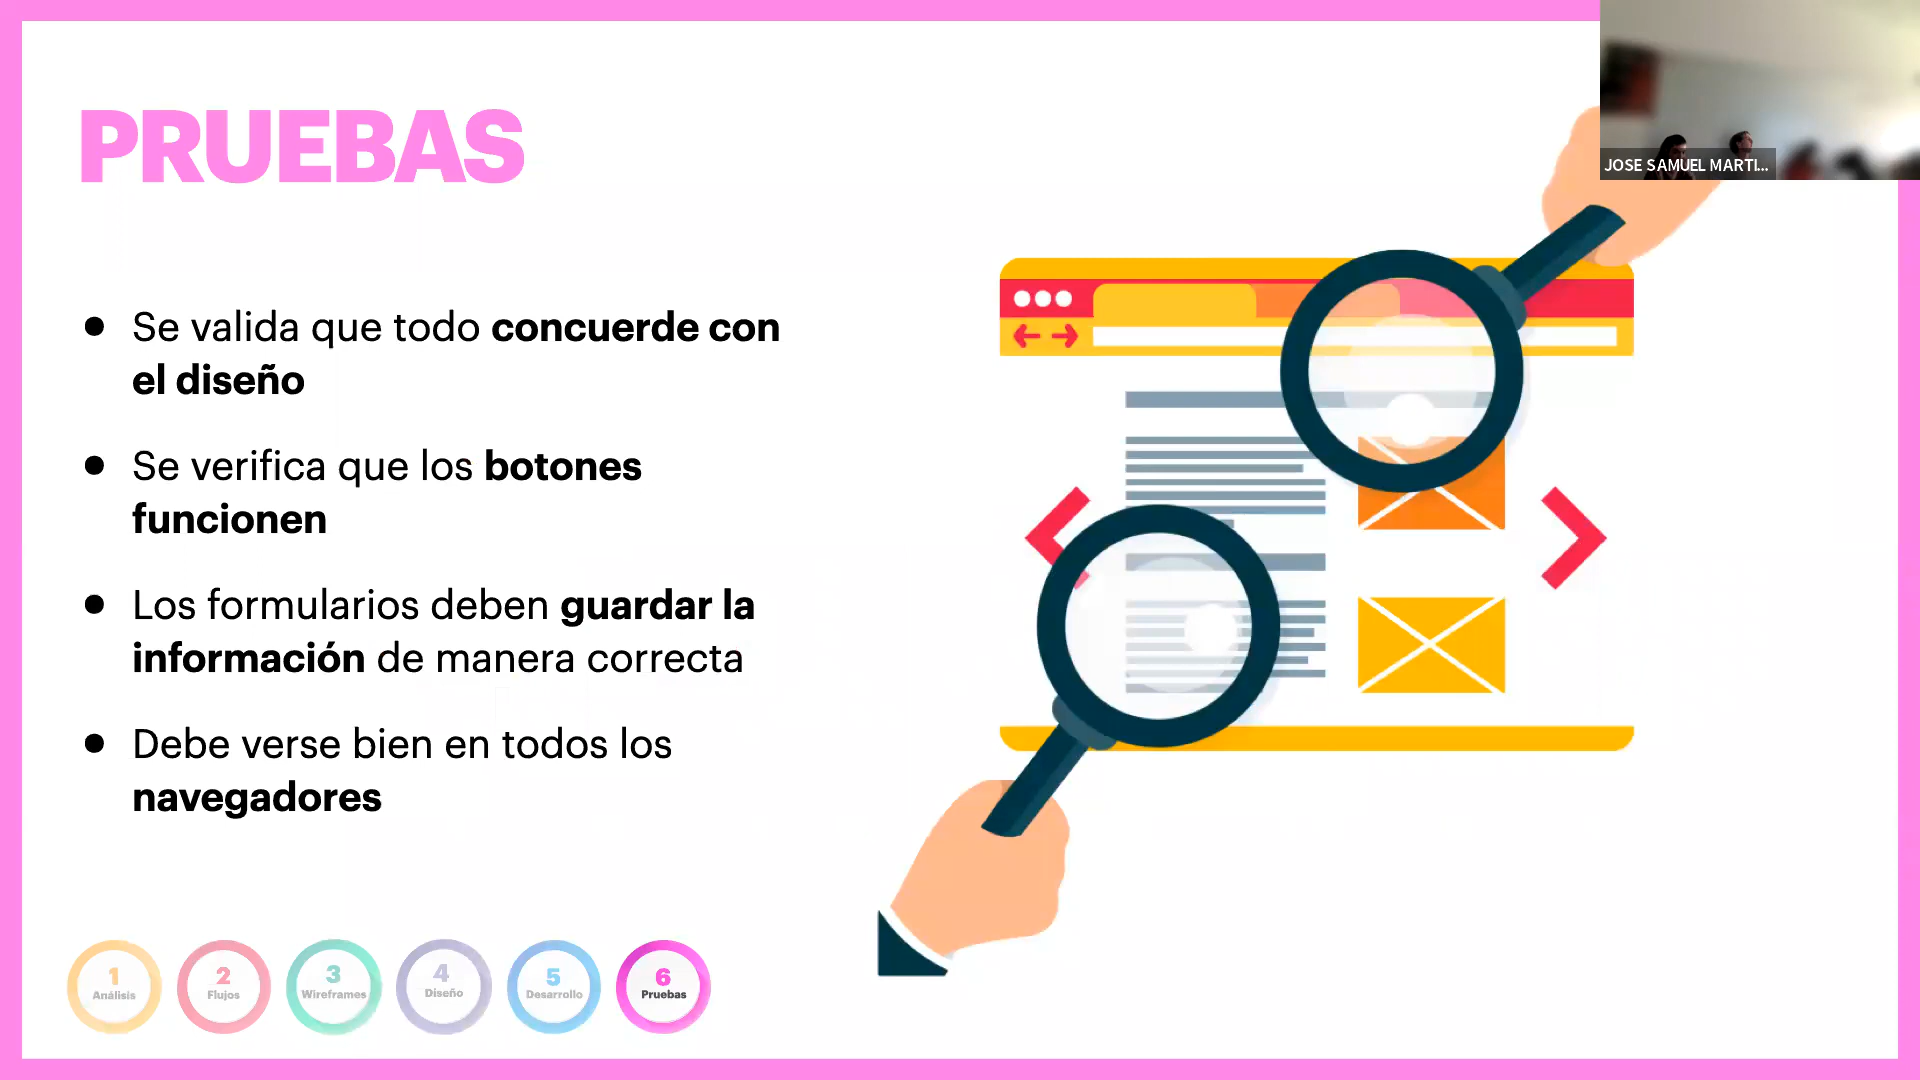 JOSE SAMUEL MARTI...
PRUEBAS
Se valida que todo concuerde con
el diseño
Se verifica que los botones
funcionen
Los formularios deben guardar la
información de manera correcta
Debe verse bien en todos los
navegadores
1
Análisis
2
Flujos
3
Wireframes
4
Diseño
5
Desarrollo
6
Pruebas